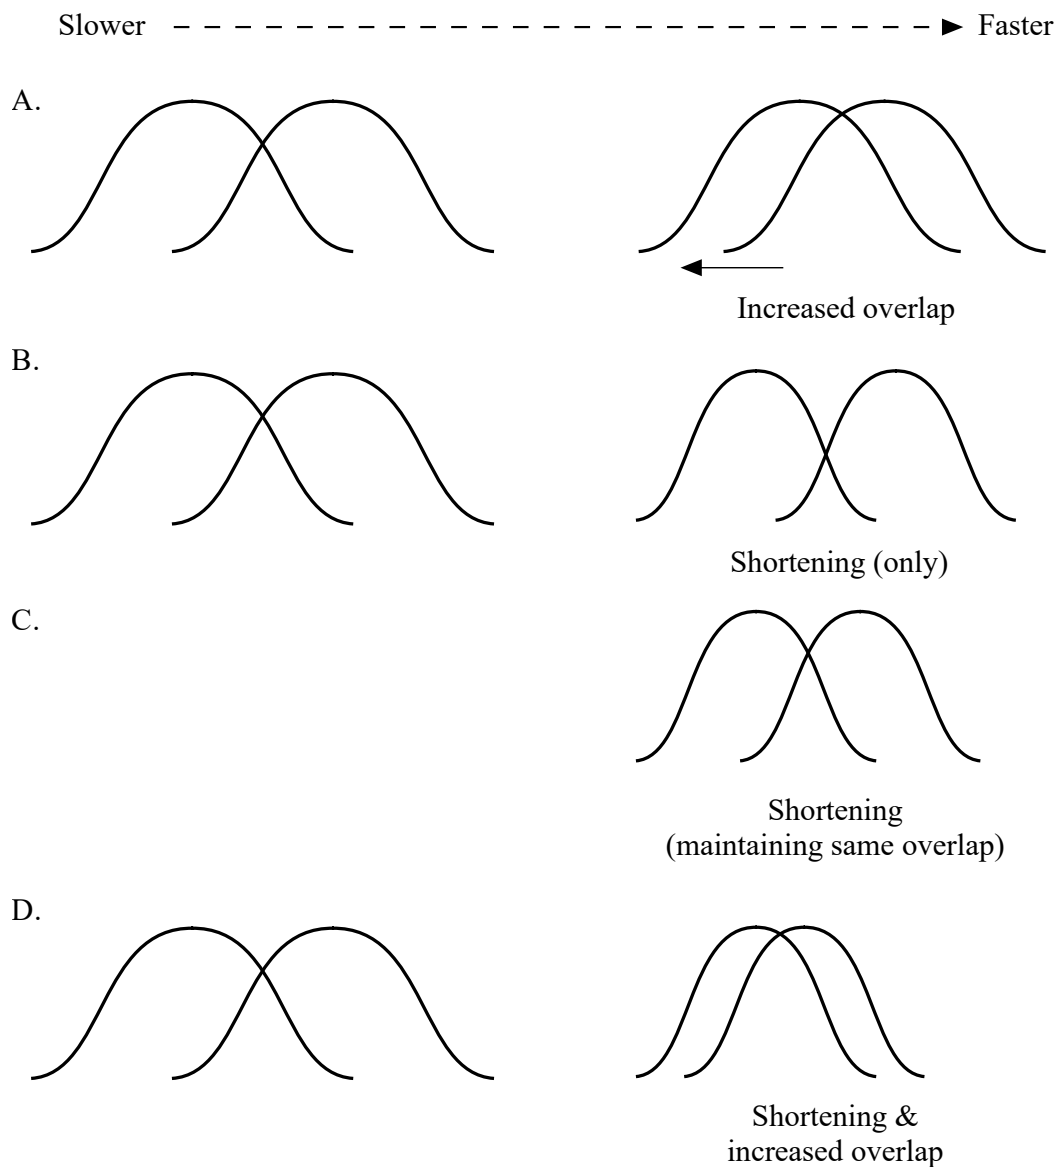 Slower Faster
A.
Increased overlap
B.
Shortening (only)
C.
Shortening
(maintaining same overlap)
D.
Shortening &
increased overlap